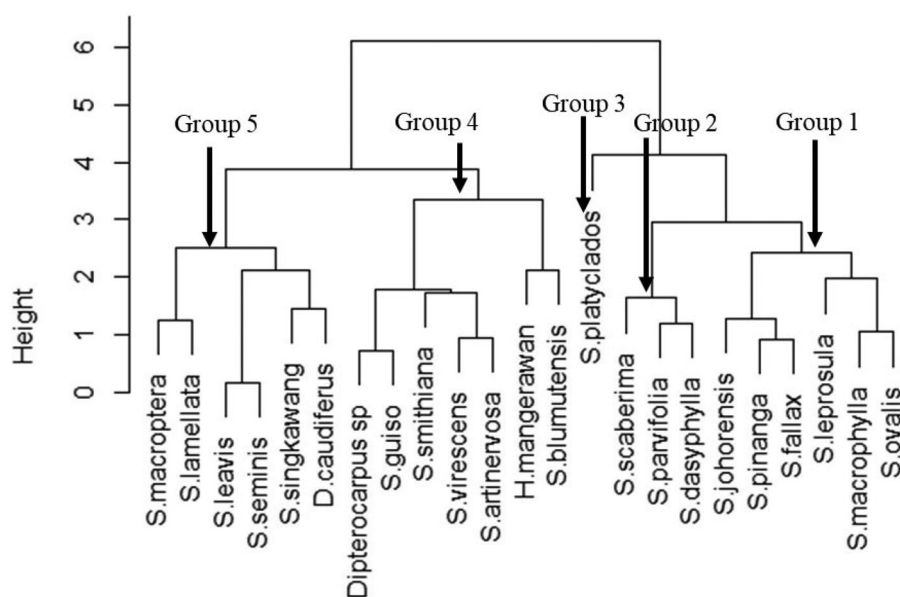 6
5
4
3
2
1
0
Height
Group 5
Group 4
Group 3
Group 2
Group 1
S.macroptera
S.lamellata
S.leavis
S.seminis
S.singkawang
D.caudiferus
Dipterocarpus sp
S.guiso
S.smithiana
S.virescens
S.artinervosa
H.mangerawan
S.blumutensis
S.platyclados
S.scaberima
S.parvifolia
S.dasyphylla
S.johorensis
S.pinanga
S.fallax
S.leprosula
S.macrophylla
S.ovalis